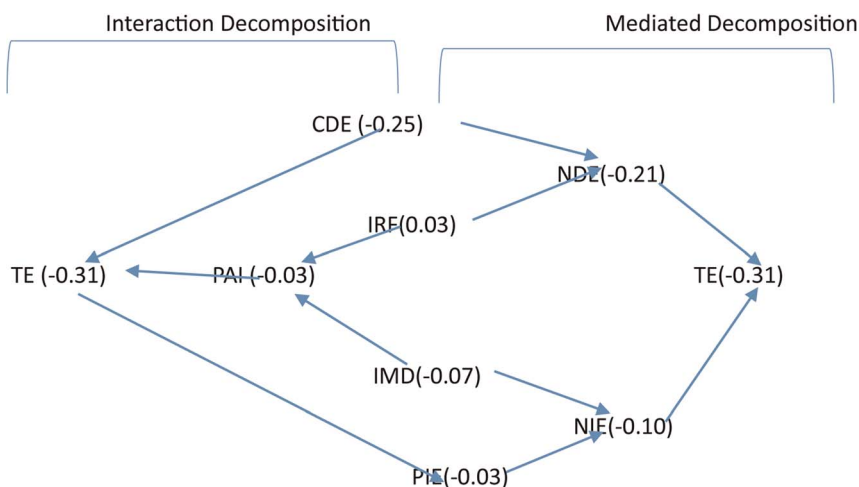 Interaction Decomposition
Mediated Decomposition
CDE (-0.25)
NDE(-0.21)
IRF(0.03)
TE (-0.31)
PAI (-0.03)
TE(-0.31)
IMD(-0.07)
NIE(-0.10)
PIE(-0.03)